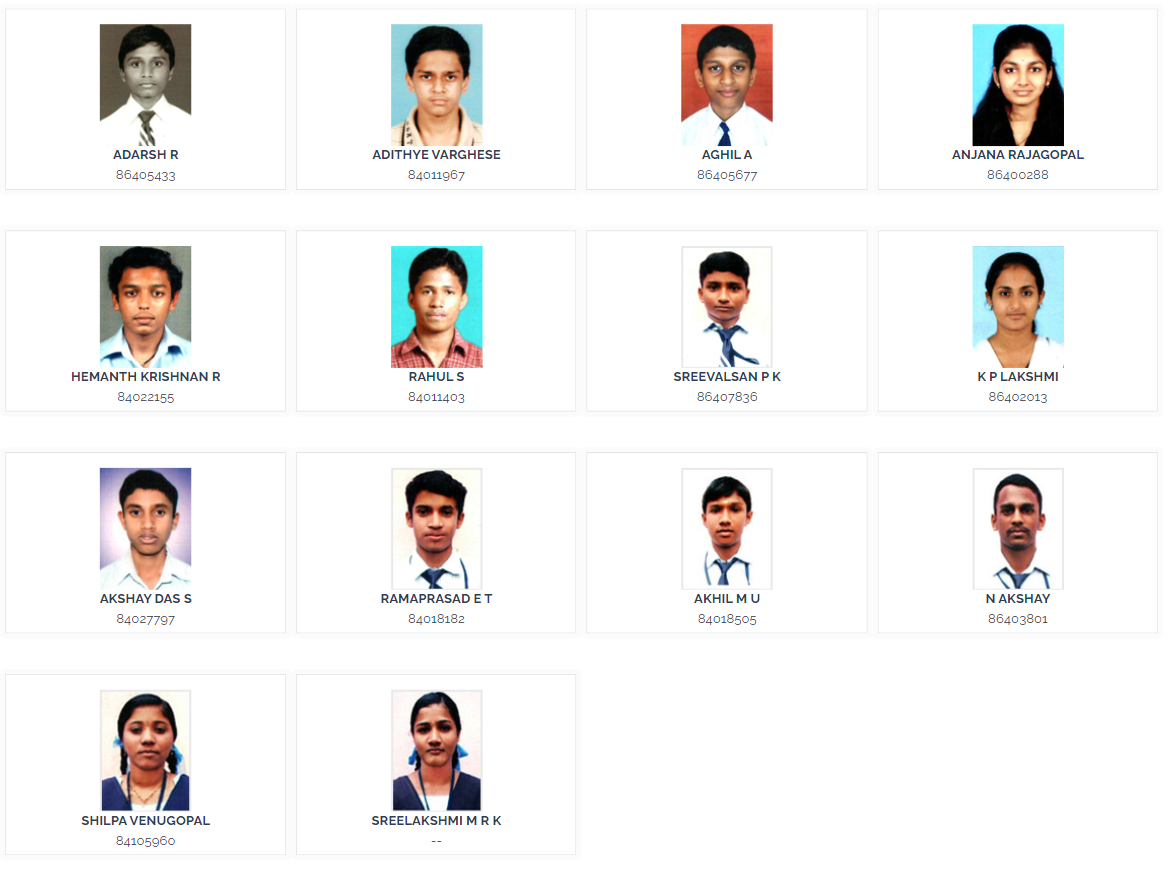 ADARSH R
86405433
ADITHYE VARGHESE
84011967
AGHIL A
86405677
ANJANA RAJAGOPAL
86400288
HEMANTH KRISHNAN R
84022155
RAHUL S
84011403
SREEVALSAN P K
86407836
K P LAKSHMI
86402013
AKSHAY DAS S
84027797
RAMAPRASAD E T
84018182
AKHIL M U
84018505
N AKSHAY
86403801
SHILPA VENUGOPAL
84105960
SREELAKSHMI M R K
--